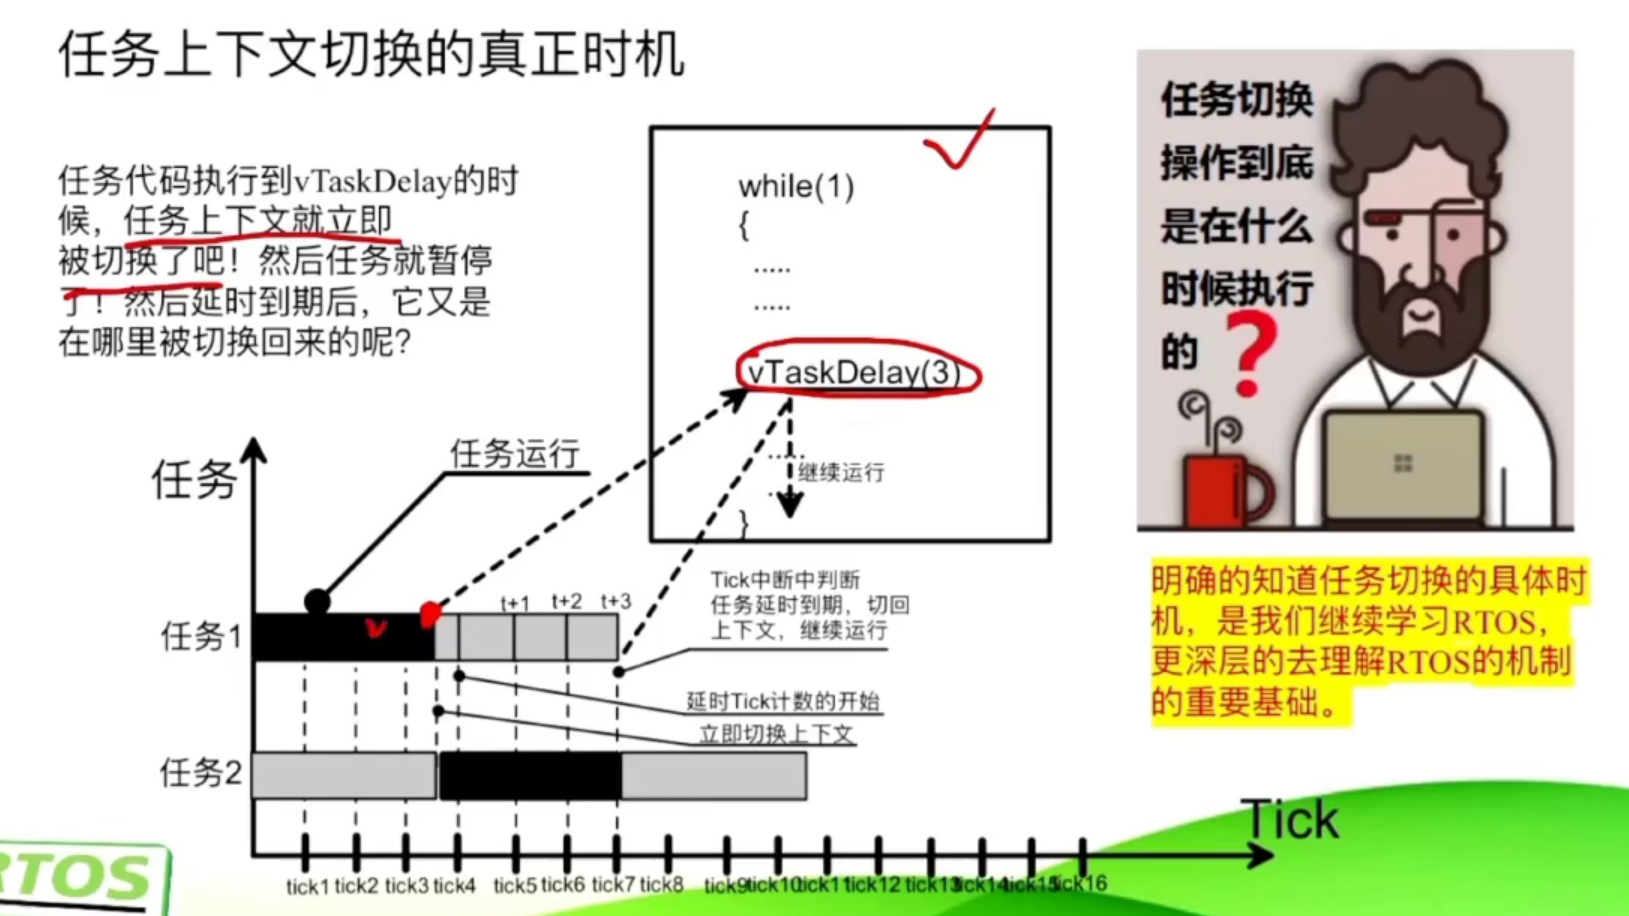 任务上下文切换的真正时机
任务代码执行到vTaskDelay的时
候，任务上下文就立即
被切换了吧！然后任务就暂停
了！然后延时到期后，它又是
在哪里被切换回来的呢？
while(1)
{
.....
.....
vTaskDelay(3)
.....
继续运行
}
任务切换
操作到底
是在什么
时候执行
的?
明确的知道任务切换的具体时
机，是我们继续学习RTOS，
更深层的去理解RTOS的机制
的重要基础。
任务
任务运行
Tick中断中判断
任务延时到期，切回
上下文，继续运行
t+1 t+2 t+3
任务1
延时Tick计数的开始
立即切换上下文
任务2
Tick
tick1 tick2 tick3 tick4 tick5 tick6 tick7 tick8 tick9 tick10 tick11 tick12 tick13 tick14 tick15 tick16
RTOS